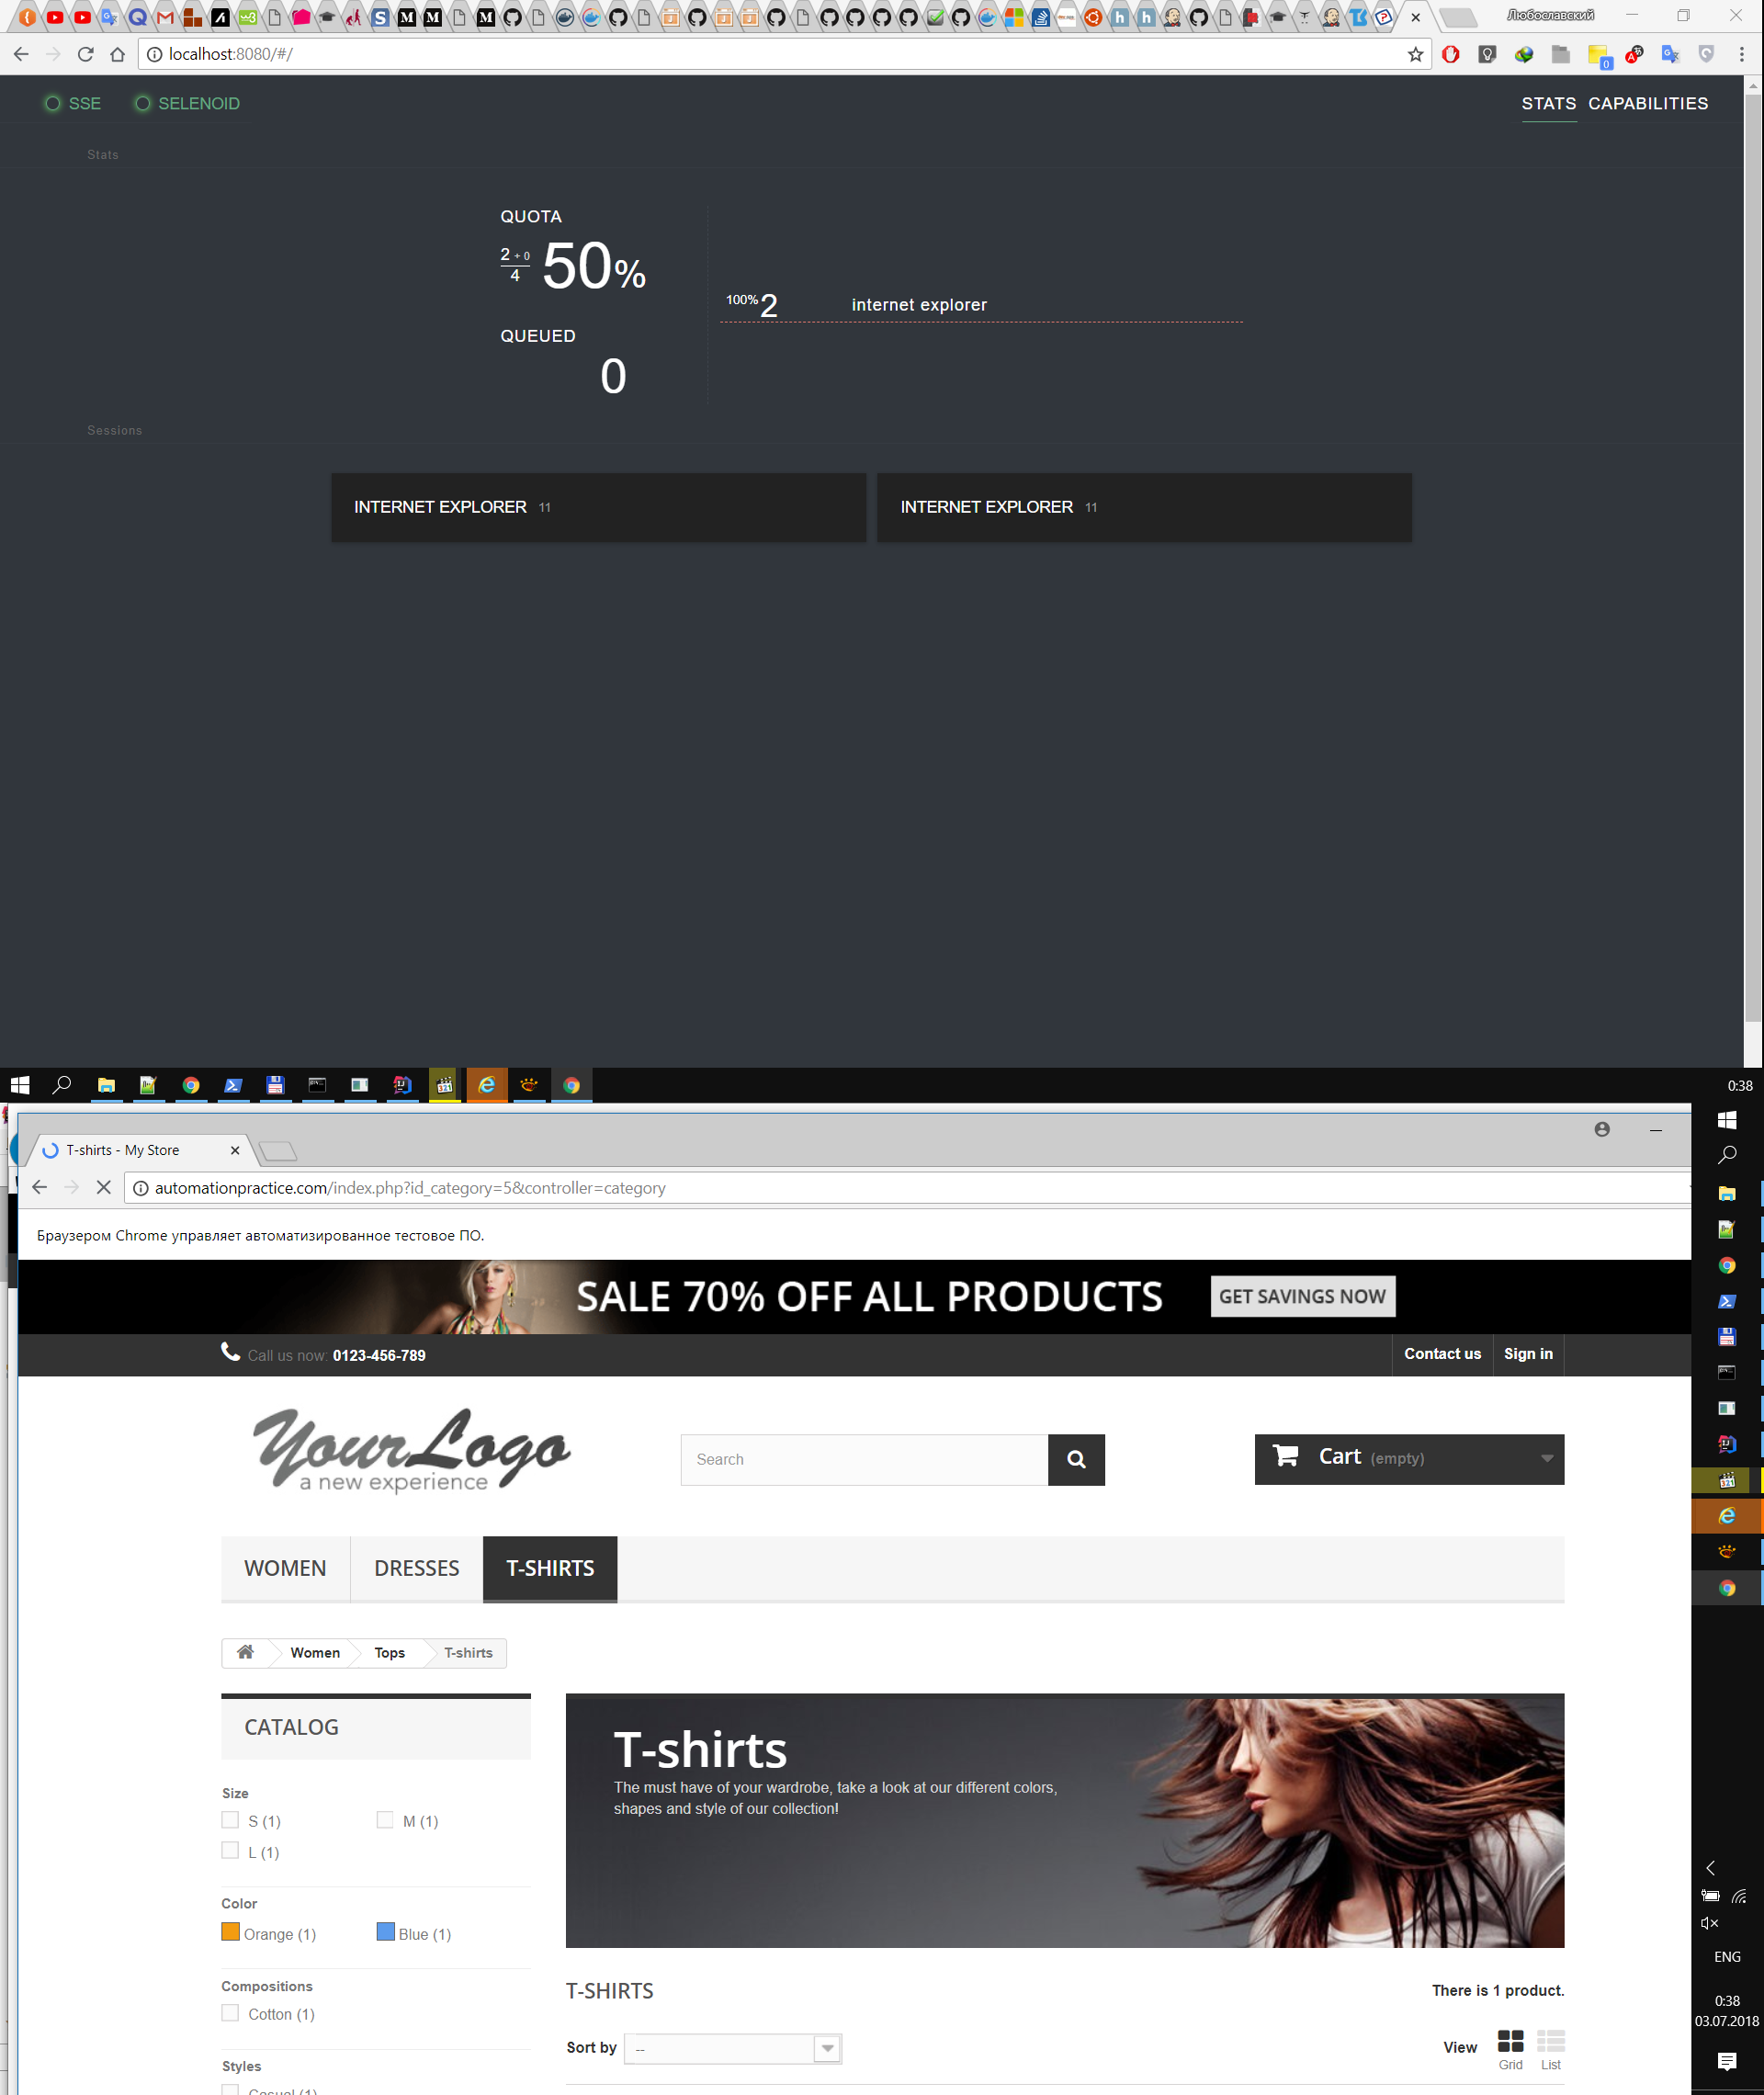 Любославский
localhost:8080/#/
0
SSE SELENOID STATS CAPABILITIES
Stats
QUOTA
2 + 0
4
50%
100% 2 internet explorer
QUEUED
0
Sessions
INTERNET EXPLORER 11 INTERNET EXPLORER 11
0:38
T-shirts - My Store
automationpractice.com/index.php?id_category=5&controller=category
Браузером Chrome управляет автоматизированное тестовое ПО.
SALE 70% OFF ALL PRODUCTS GET SAVINGS NOW
Call us now: 0123-456-789 Contact us Sign in
Your Logo
a new experience
Search
Cart (empty)
WOMEN DRESSES T-SHIRTS
Women Tops T-shirts
CATALOG
Size
S (1) M (1)
L (1)
Color
Orange (1) Blue (1)
Compositions
Cotton (1)
Styles
Casual (1)
T-shirts
The must have of your wardrobe, take a look at our different colors,
shapes and style of our collection!
T-SHIRTS There is 1 product.
Sort by -- View Grid List
ENG
0:38
03.07.2018